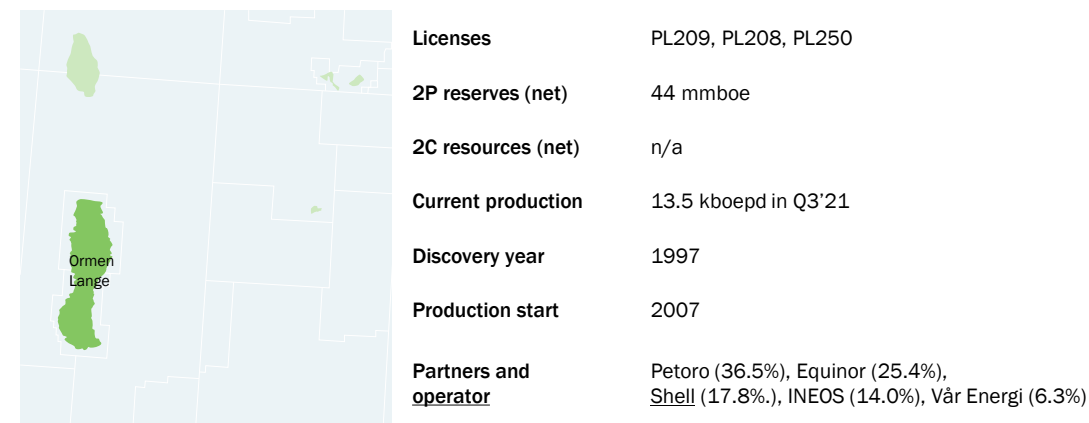 Ormen
Lange
Licenses PL209, PL208, PL250
2P reserves (net) 44 mmboe
2C resources (net) n/a
Current production 13.5 kboepd in Q3’21
Discovery year 1997
Production start 2007
Partners and Petoro (36.5%), Equinor (25.4%),
operator Shell (17.8%.), INEOS (14.0%), Vår Energi (6.3%)